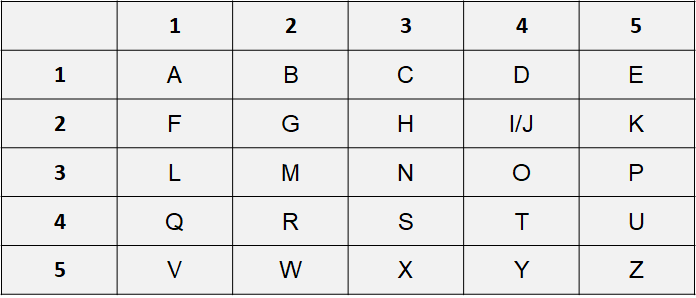 1 2 3 4 5
1 A B C D E
2 F G H I/J K
3 L M N O P
4 Q R S T U
5 V W X Y Z